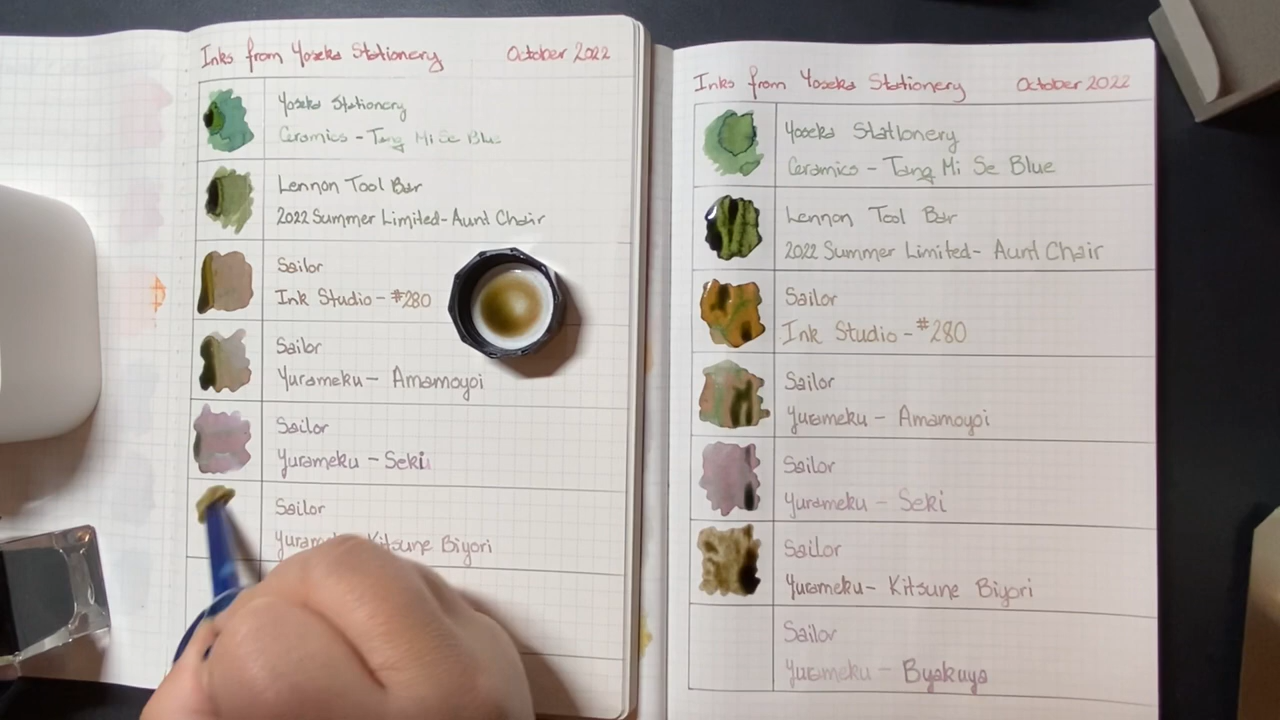 Inks from Yoseka Stationery October 2022
Yoseka Stationery
Ceramics - Tang Mi Se Blue
Lennon Tool Bar
2022 Summer Limited - Aunt Chair
Sailor
Ink Studio - #280
Sailor
Yurameku - Amamoyoi
Sailor
Yurameku - Seki
Sailor
Yurameku - Kitsune Biyori
Inks from Yoseka Stationery October 2022
Yoseka Stationery
Ceramics - Tang Mi Se Blue
Lennon Tool Bar
2022 Summer Limited - Aunt Chair
Sailor
Ink Studio - #280
Sailor
Yurameku - Amamoyoi
Sailor
Yurameku - Seki
Sailor
Yurameku - Kitsune Biyori
Sailor
Yurameku - Byakuya